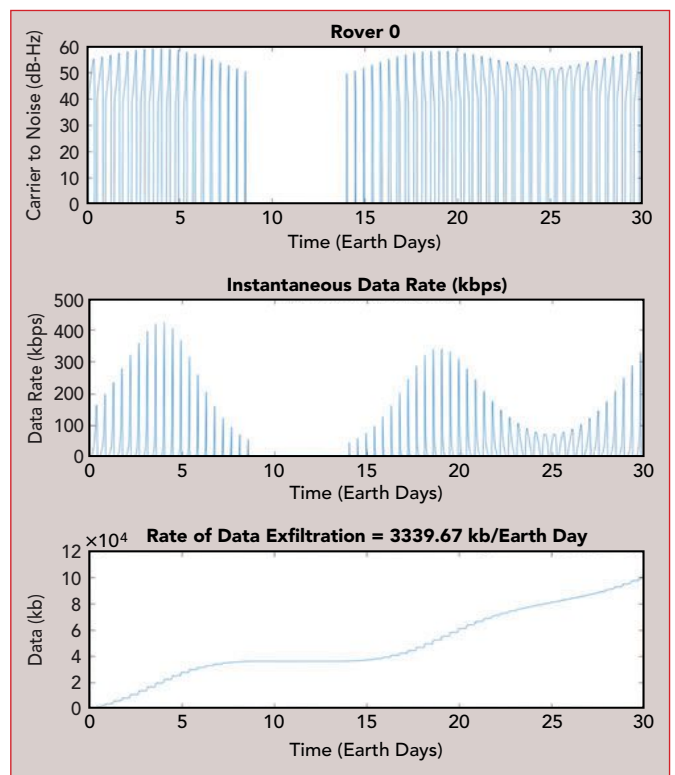 Rover 0
Carrier to Noise (dB-Hz)
60
50
40
30
20
10
0
0 5 10 15 20 25 30
Time (Earth Days)
Instantaneous Data Rate (kbps)
Data Rate (kbps)
500
400
300
200
100
0
0 5 10 15 20 25 30
Time (Earth Days)
×10⁴ Rate of Data Exfiltration = 3339.67 kb/Earth Day
Data (kb)
12
10
8
6
4
2
0
0 5 10 15 20 25 30
Time (Earth Days)